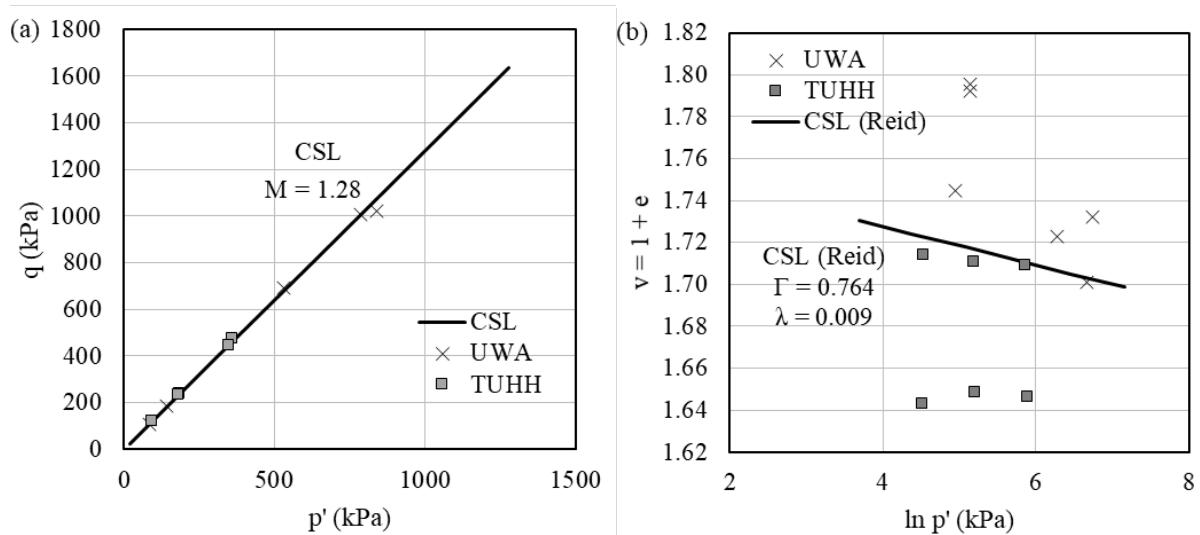 (a)
1800
1600
1400
1200
1000
800
600
400
200
0
q (kPa)
CSL
M = 1.28
CSL
UWA
TUHH
0
500
1000
1500
p' (kPa)
(b)
1.82
1.80
1.78
1.76
1.74
1.72
1.70
1.68
1.66
1.64
1.62
v = 1 + e
UWA
TUHH
CSL (Reid)
CSL (Reid)
Γ = 0.764
λ = 0.009
2
4
6
8
ln p' (kPa)